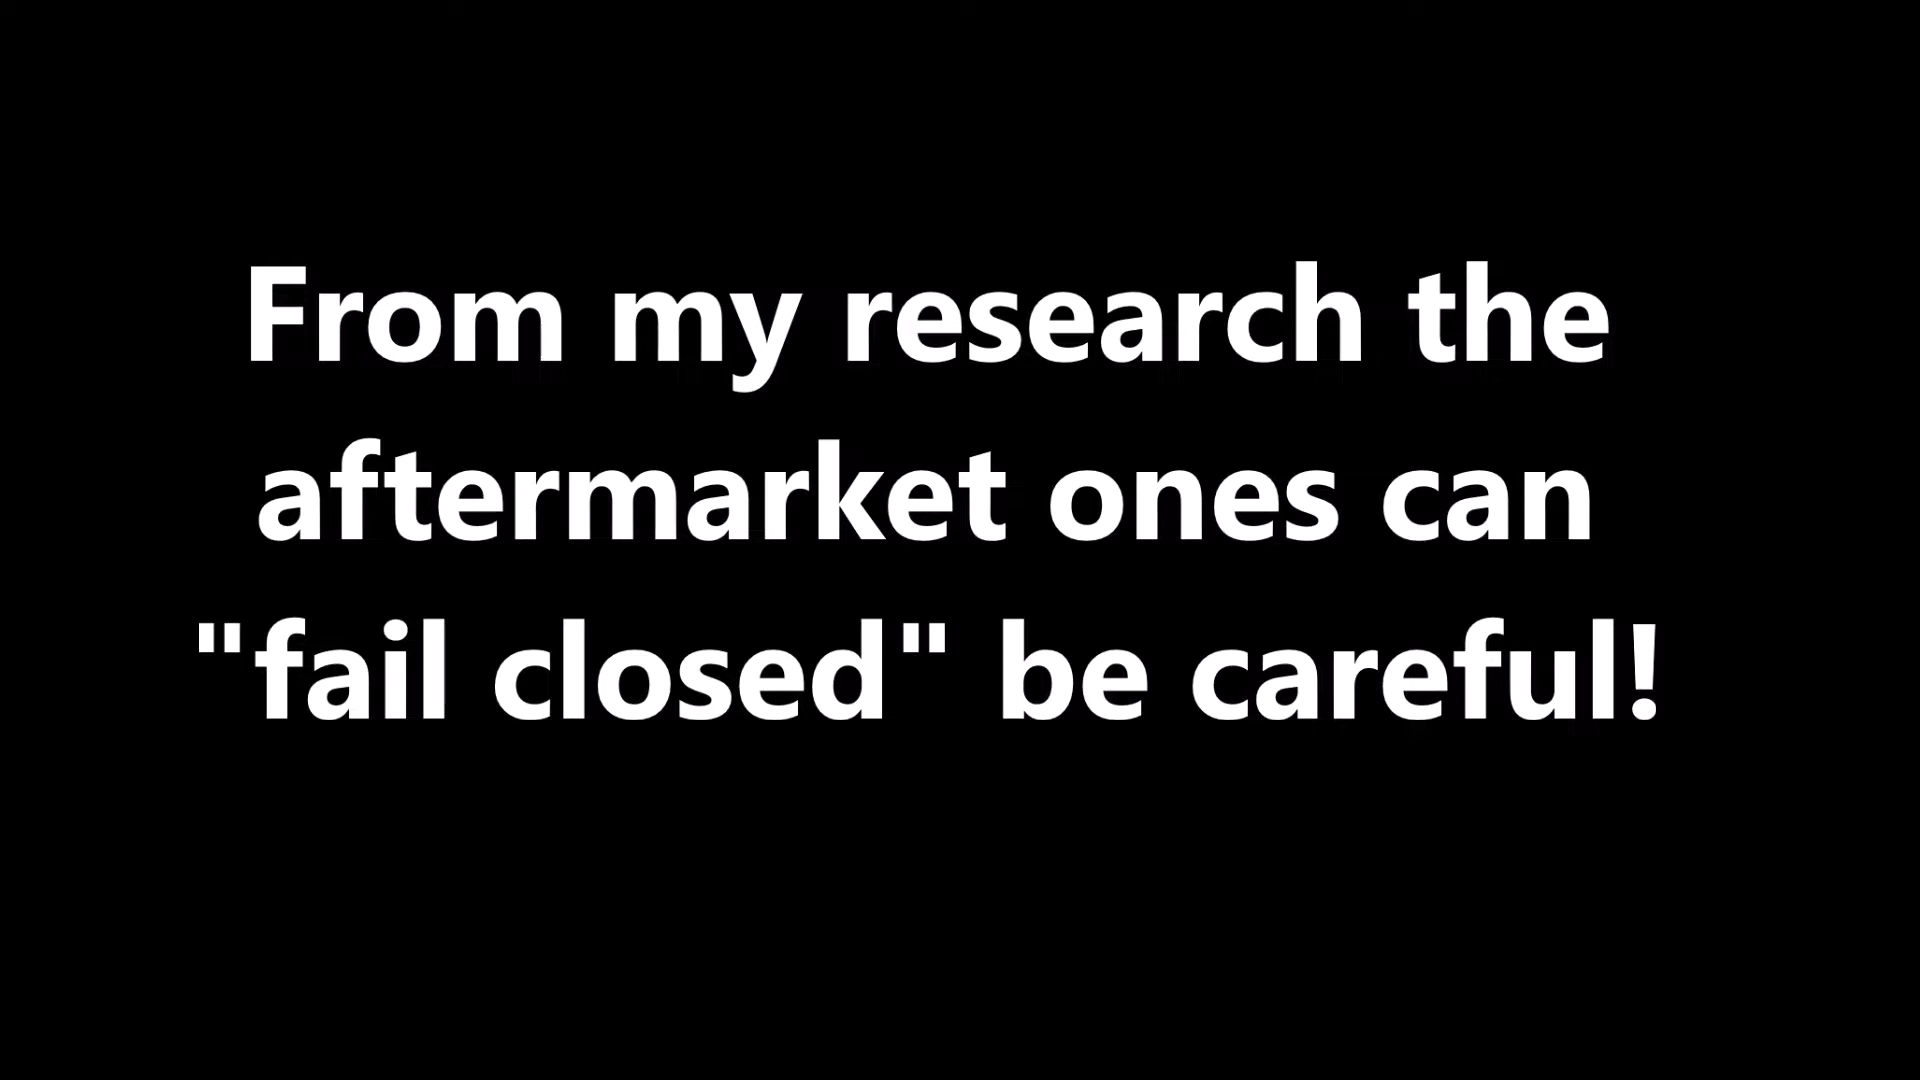 From my research the
aftermarket ones can
"fail closed" be careful!